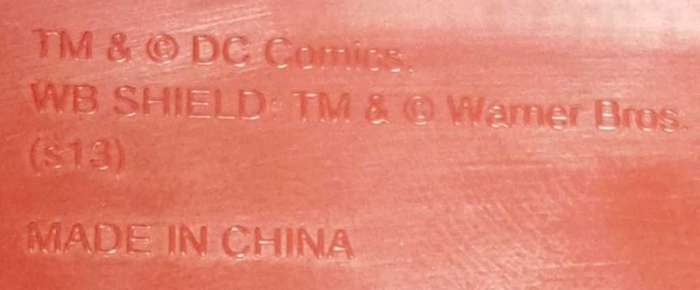 TM & © DC Comics.
WB SHIELD: TM & © Warner Bros.
(s13)
MADE IN CHINA